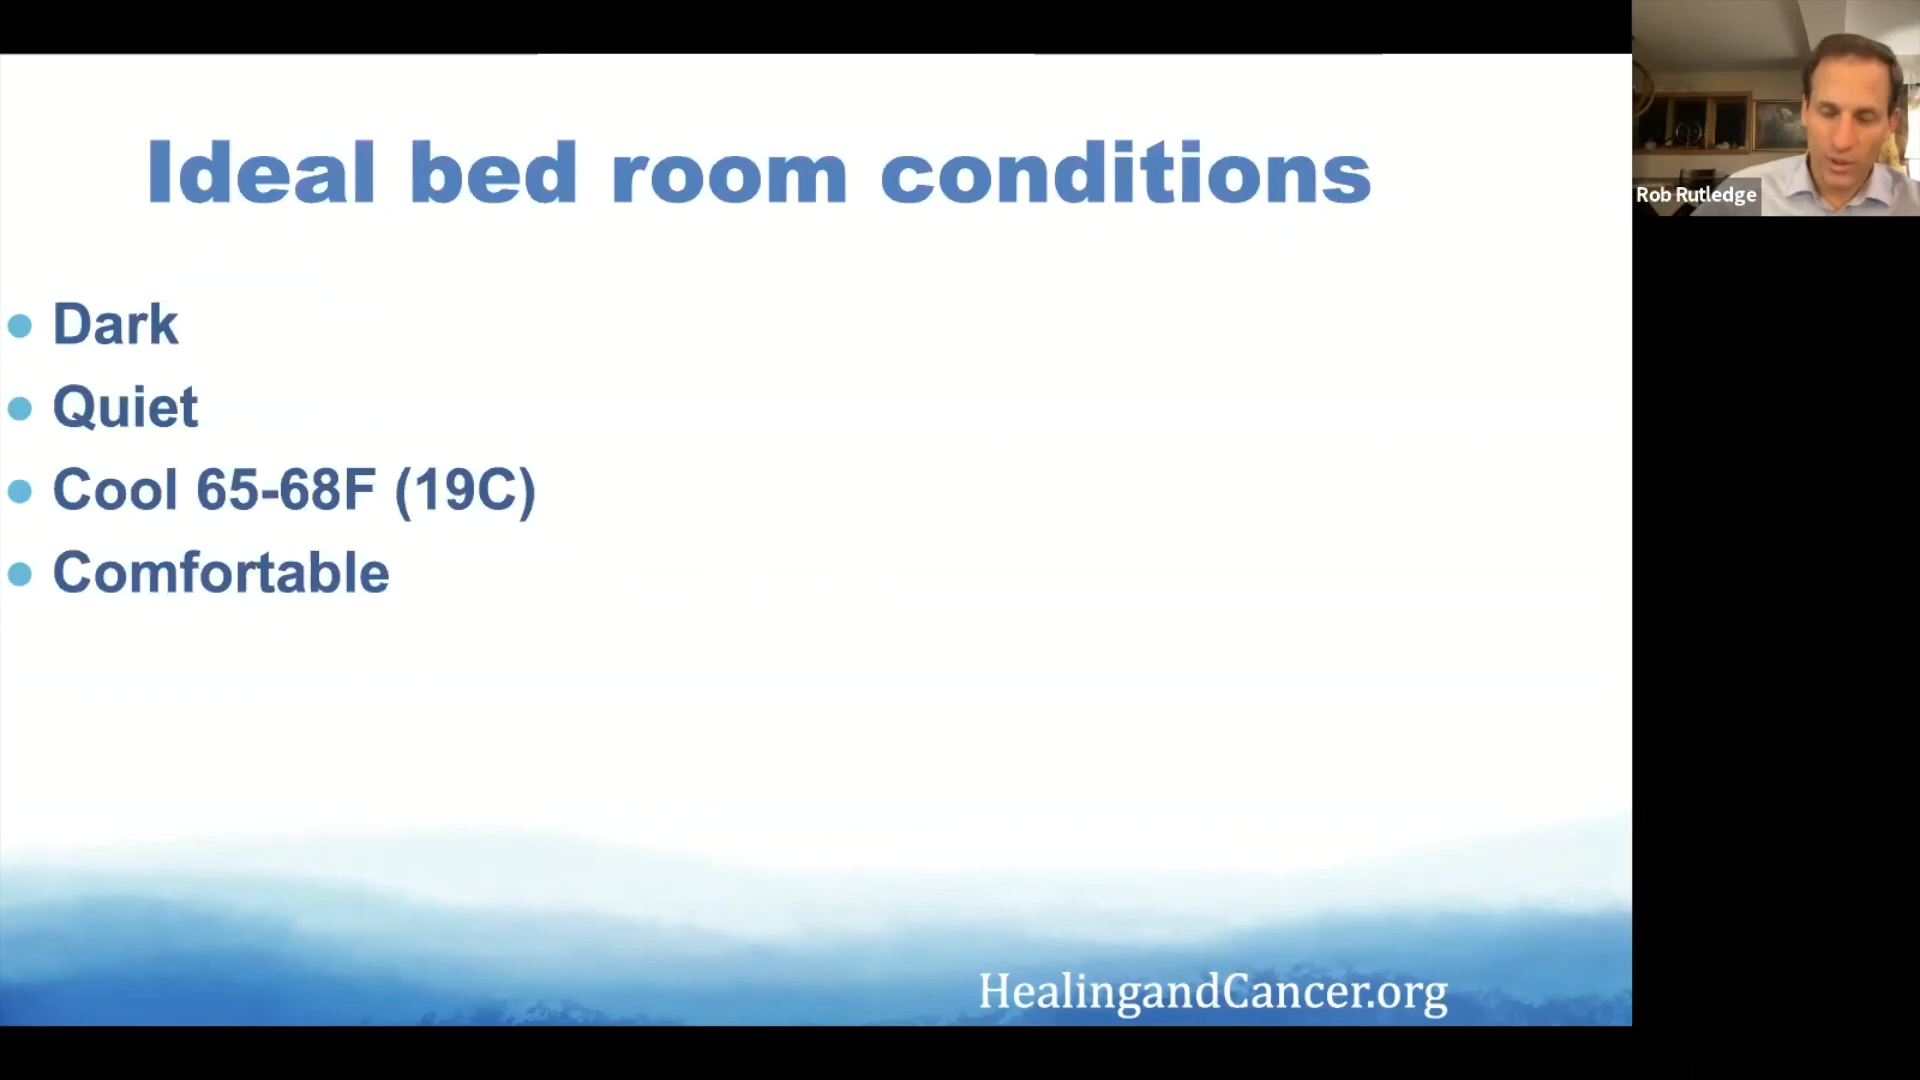 Ideal bed room conditions
Rob Rutledge
• Dark
• Quiet
• Cool 65-68F (19C)
• Comfortable
HealingandCancer.org